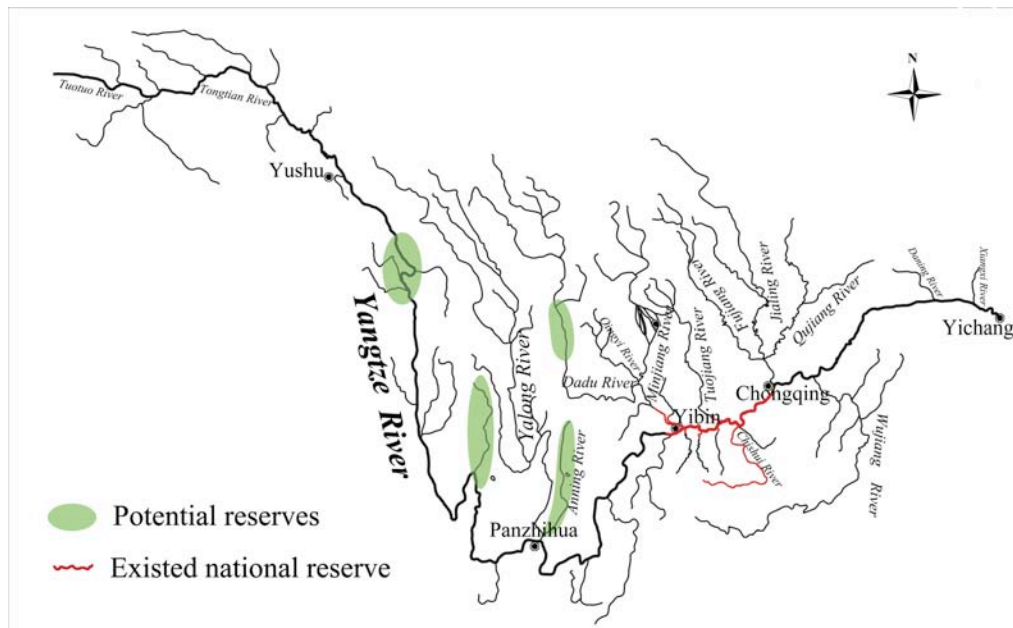 N
Tuotuo River
Tongtian River
Yushu
Yangtze River
Yalong River
Dadu River
Qingyi River
Minjiang River
Tuojiang River
Fujiang River
Jialing River
Qujiang River
Daning River
Xiangxi River
Yichang
Chongqing
Yibin
Chishui River
Wujiang River
Anning River
Panzhihua
Potential reserves
Existed national reserve